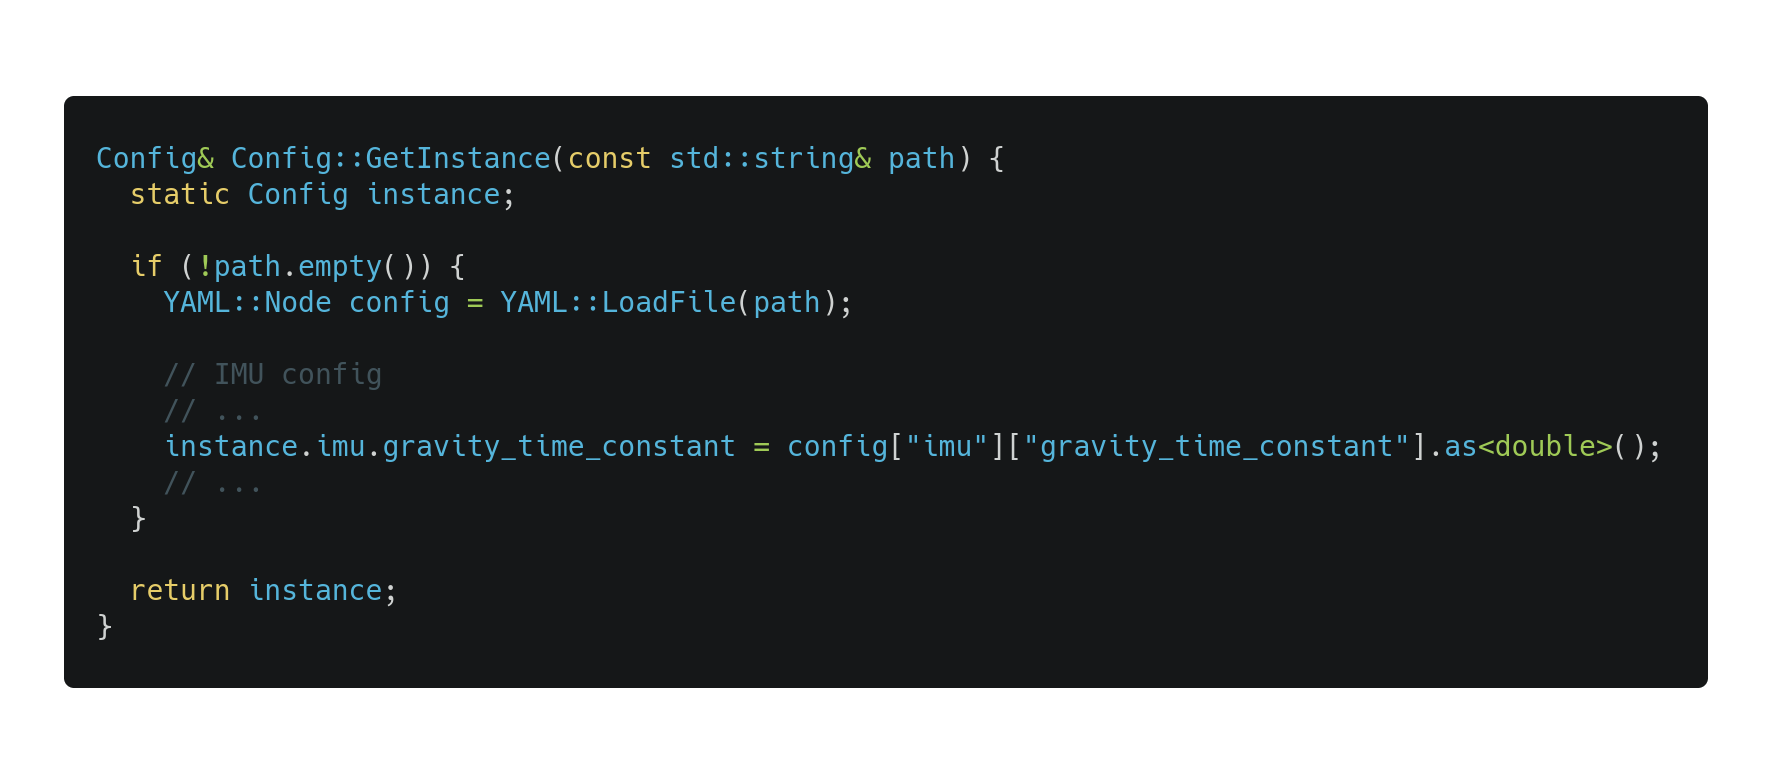 Config& Config::GetInstance(const std::string& path) {
  static Config instance;

  if (!path.empty()) {
    YAML::Node config = YAML::LoadFile(path);

    // IMU config
    // ...
    instance.imu.gravity_time_constant = config["imu"]["gravity_time_constant"].as<double>();
    // ...
  }

  return instance;
}